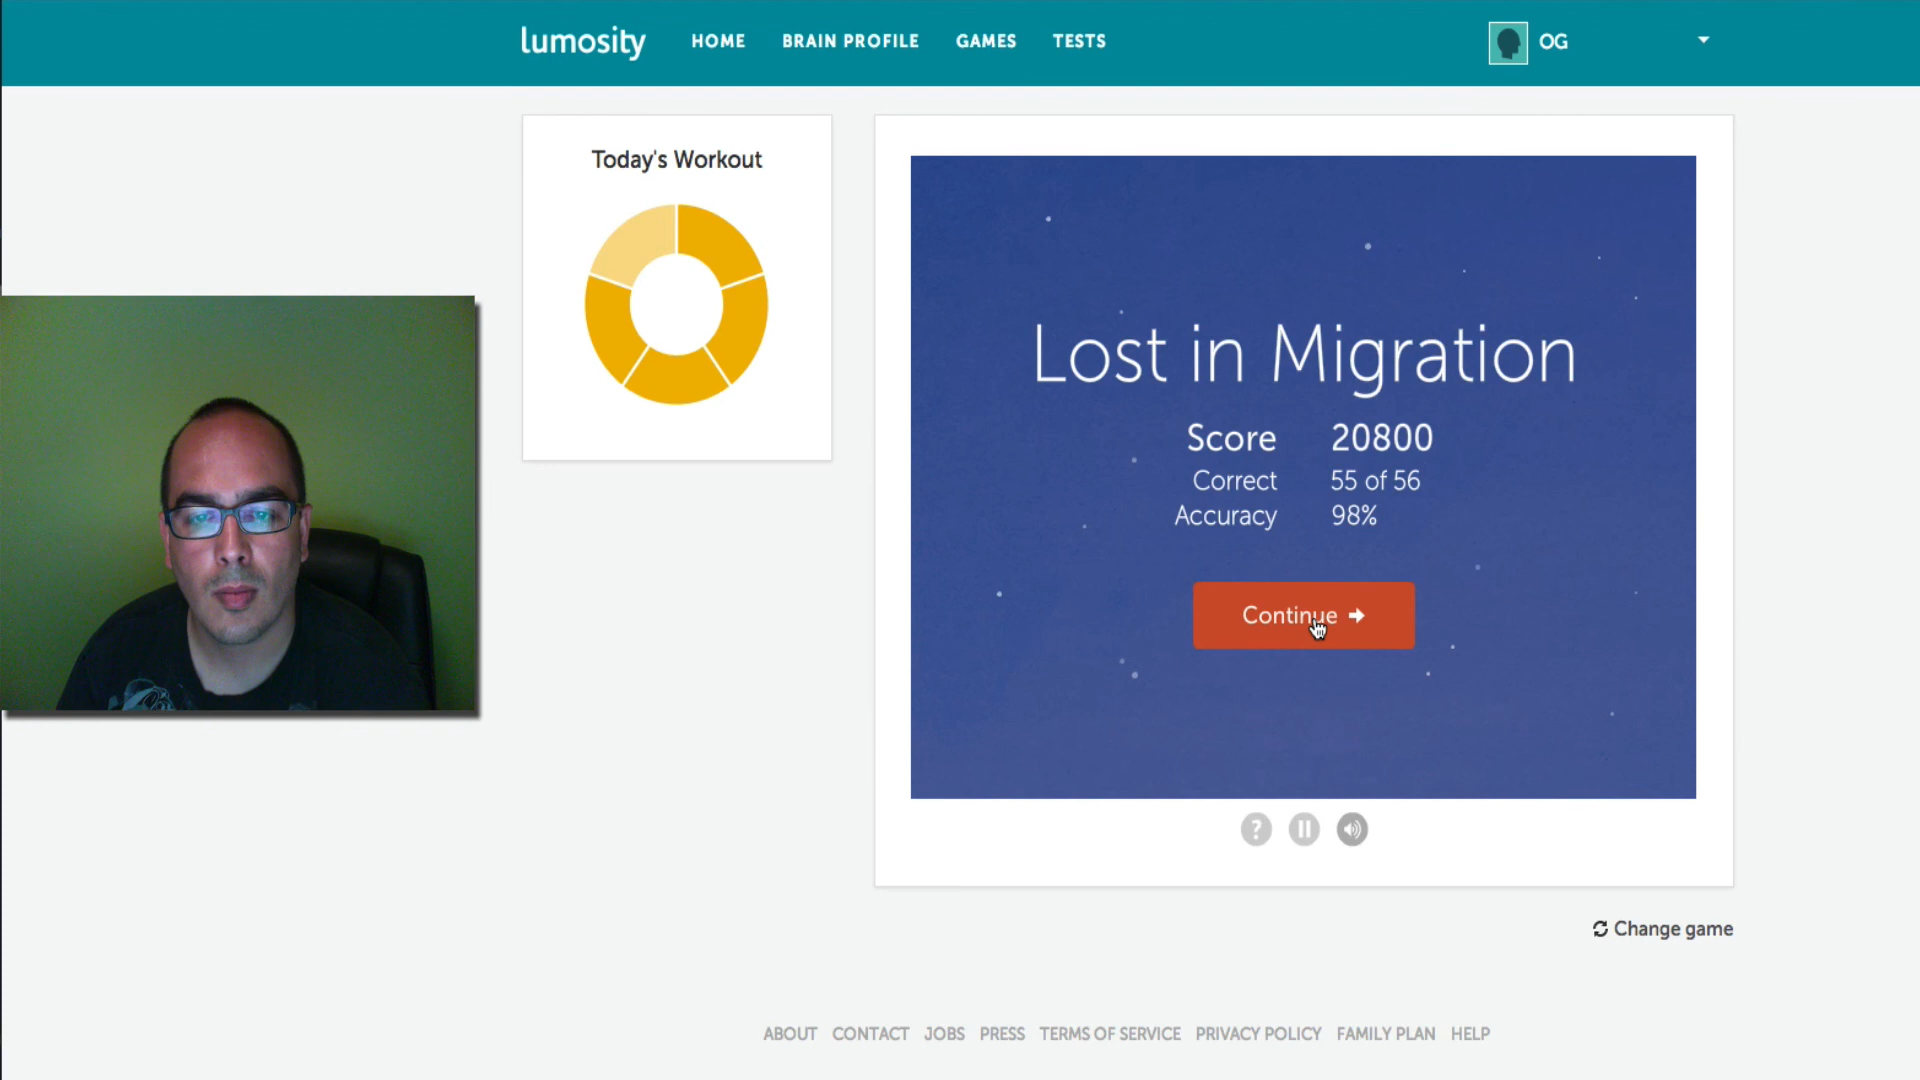 lumosity HOME BRAIN PROFILE GAMES TESTS OG
Today's Workout
Lost in Migration
Score 20800
Correct 55 of 56
Accuracy 98%
Continue
?
Change game
ABOUT CONTACT JOBS PRESS TERMS OF SERVICE PRIVACY POLICY FAMILY PLAN HELP